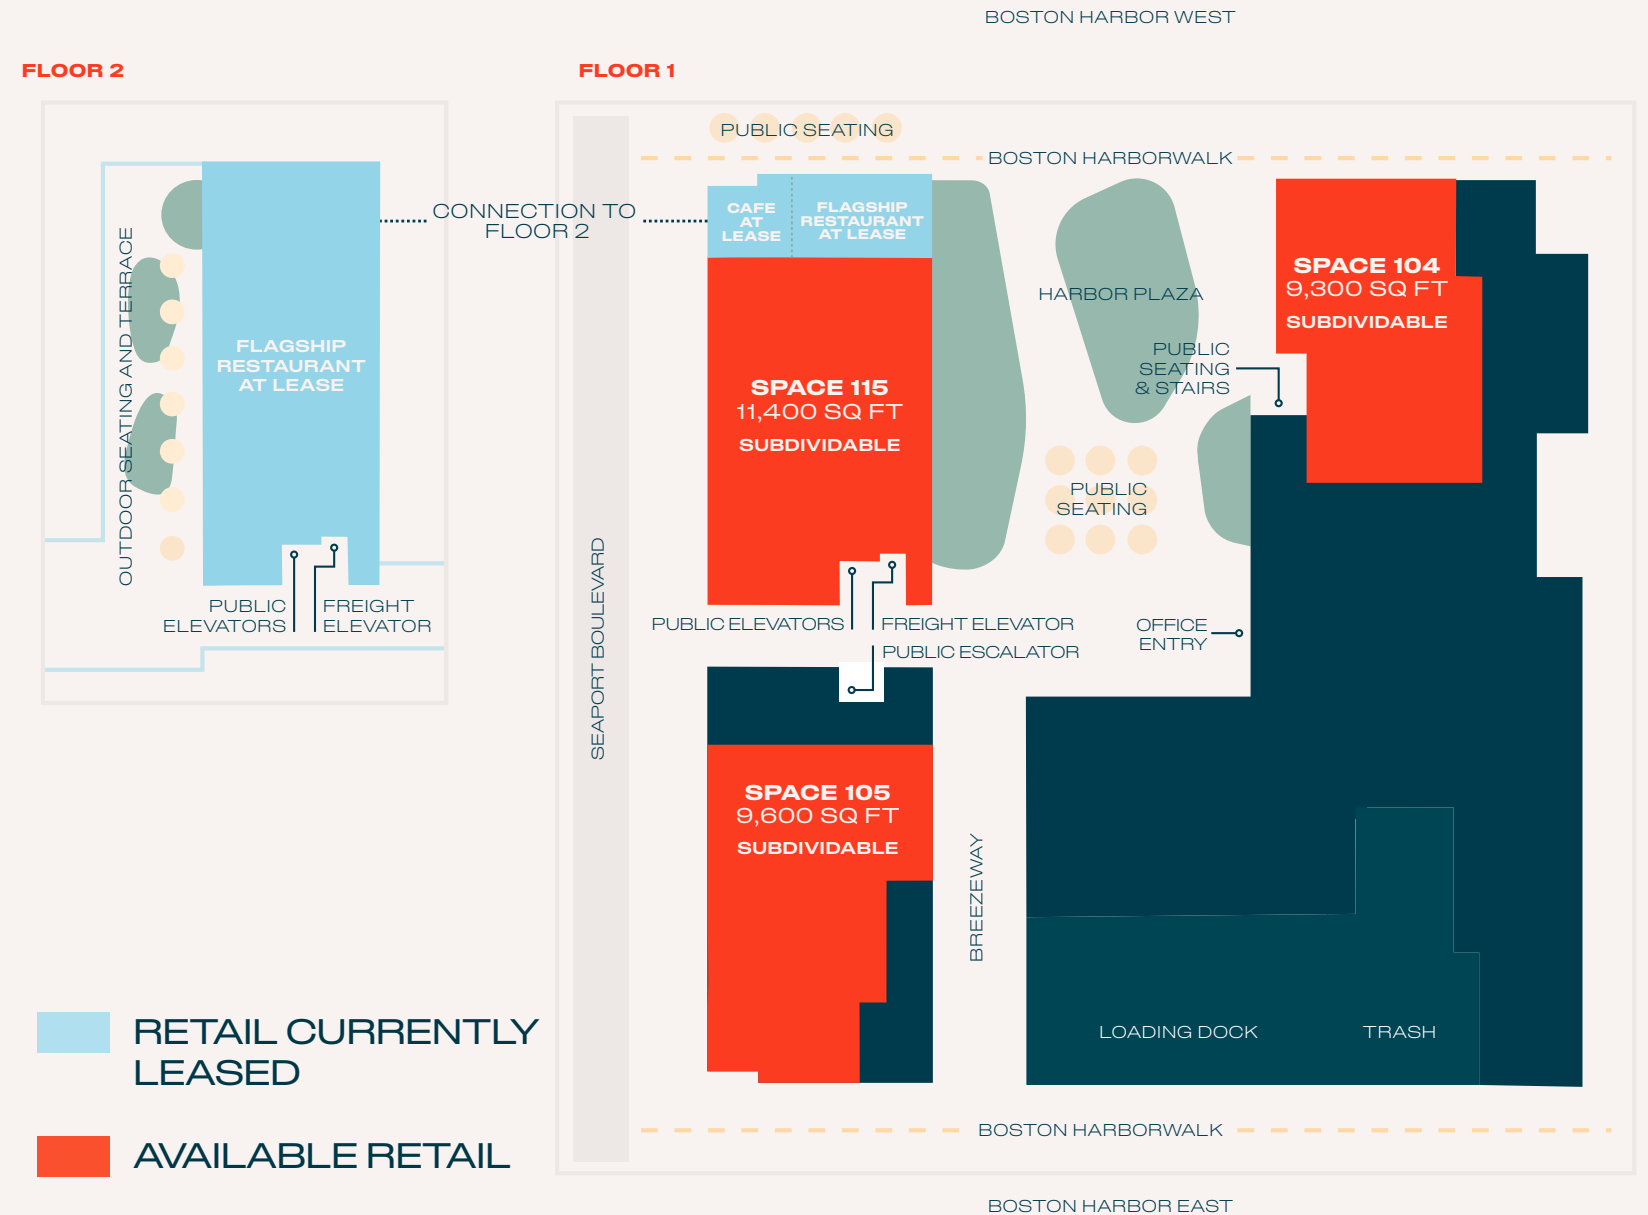 BOSTON HARBOR WEST
FLOOR 2
FLOOR 1
PUBLIC SEATING
BOSTON HARBORWALK
CONNECTION TO
FLOOR 2
CAFE
AT
LEASE
FLAGSHIP
RESTAURANT
AT LEASE
OUTDOOR SEATING AND TERRACE
FLAGSHIP
RESTAURANT
AT LEASE
PUBLIC
ELEVATORS
FREIGHT
ELEVATOR
SEAPORT BOULEVARD
SPACE 115
11,400 SQ FT
SUBDIVIDABLE
HARBOR PLAZA
SPACE 104
9,300 SQ FT
SUBDIVIDABLE
PUBLIC
SEATING
& STAIRS
PUBLIC
SEATING
PUBLIC ELEVATORS
FREIGHT ELEVATOR
PUBLIC ESCALATOR
OFFICE
ENTRY
SPACE 105
9,600 SQ FT
SUBDIVIDABLE
BREEZEWAY
LOADING DOCK
TRASH
RETAIL CURRENTLY
LEASED
AVAILABLE RETAIL
BOSTON HARBORWALK
BOSTON HARBOR EAST